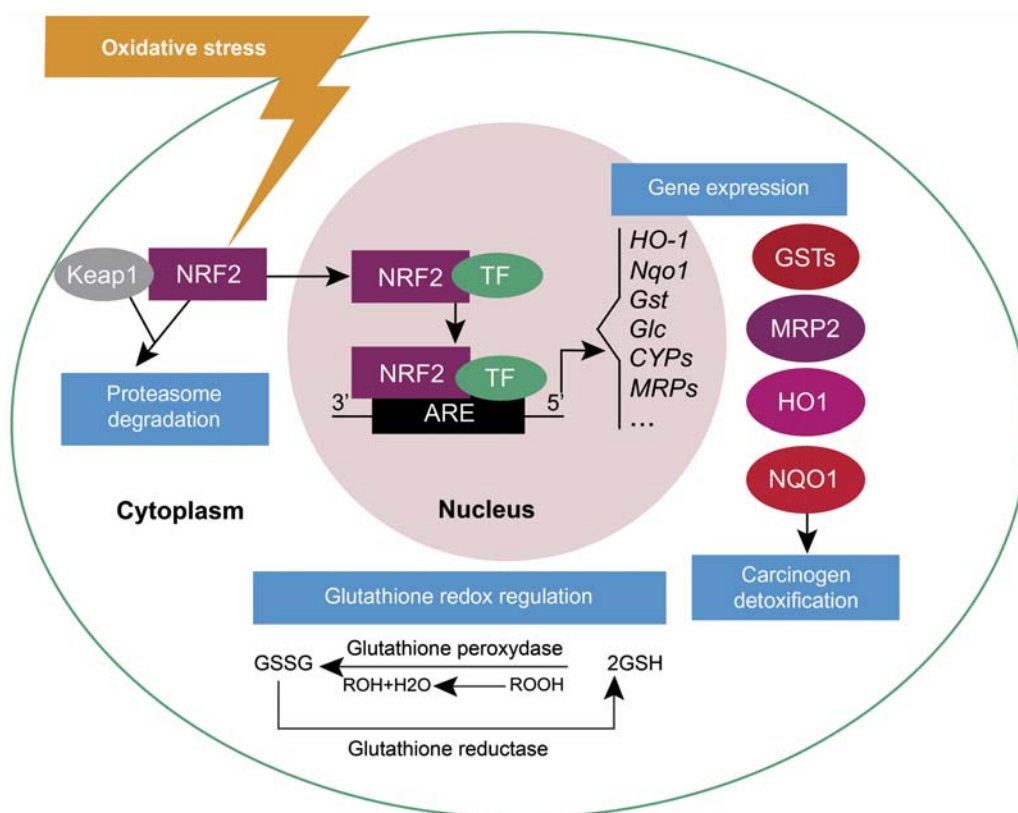 Oxidative stress
Gene expression
Keap1
NRF2
NRF2
TF
HO-1
Nqo1
Gst
Glc
CYPs
MRPs
...
GSTs
MRP2
HO1
NQO1
NRF2
TF
3’
ARE
5’
Proteasome
degradation
Cytoplasm
Nucleus
Carcinogen
detoxification
Glutathione redox regulation
Glutathione peroxydase
GSSG
2GSH
ROH+H2O
ROOH
Glutathione reductase